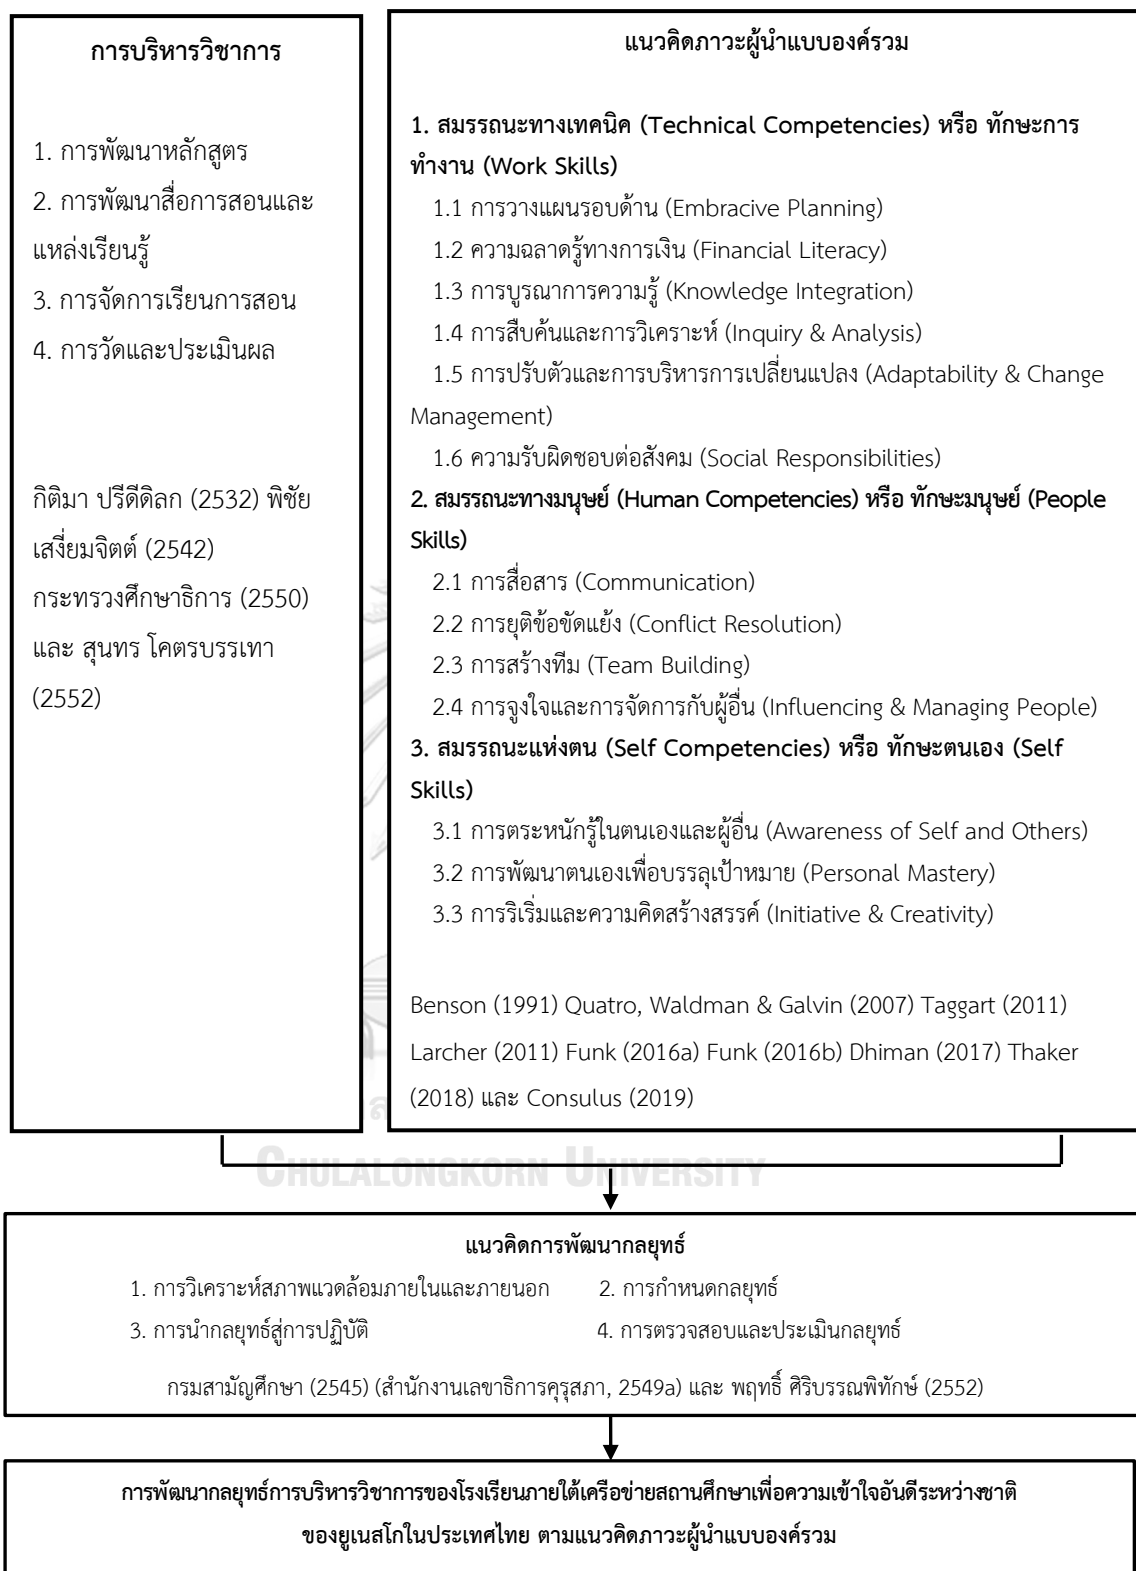 การบริหารวิชาการ
1. การพัฒนาหลักสูตร
2. การพัฒนาสื่อการสอนและ
แหล่งเรียนรู้
3. การจัดการเรียนการสอน
4. การวัดและประเมินผล
กิติมา ปรีดีดิลก (2532) พิชัย
เสงี่ยมจิตต์ (2542)
กระทรวงศึกษาธิการ (2550)
และ สุนทร โคตรบรรเทา
(2552)
แนวคิดภาวะผู้นำแบบองค์รวม
1. สมรรถนะทางเทคนิค (Technical Competencies) หรือ ทักษะการ
ทำงาน (Work Skills)
1.1 การวางแผนรอบด้าน (Embracive Planning)
1.2 ความฉลาดรู้ทางการเงิน (Financial Literacy)
1.3 การบูรณาการความรู้ (Knowledge Integration)
1.4 การสืบค้นและการวิเคราะห์ (Inquiry & Analysis)
1.5 การปรับตัวและการบริหารการเปลี่ยนแปลง (Adaptability & Change
Management)
1.6 ความรับผิดชอบต่อสังคม (Social Responsibilities)
2. สมรรถนะทางมนุษย์ (Human Competencies) หรือ ทักษะมนุษย์ (People
Skills)
2.1 การสื่อสาร (Communication)
2.2 การยุติข้อขัดแย้ง (Conflict Resolution)
2.3 การสร้างทีม (Team Building)
2.4 การจูงใจและการจัดการกับผู้อื่น (Influencing & Managing People)
3. สมรรถนะแห่งตน (Self Competencies) หรือ ทักษะตนเอง (Self
Skills)
3.1 การตระหนักรู้ในตนเองและผู้อื่น (Awareness of Self and Others)
3.2 การพัฒนาตนเองเพื่อบรรลุเป้าหมาย (Personal Mastery)
3.3 การริเริ่มและความคิดสร้างสรรค์ (Initiative & Creativity)
Benson (1991) Quatro, Waldman & Galvin (2007) Taggart (2011)
Larcher (2011) Funk (2016a) Funk (2016b) Dhiman (2017) Thaker
(2018) และ Consulus (2019)
CHULALONGKORN UNIVERSITY
แนวคิดการพัฒนากลยุทธ์
1. การวิเคราะห์สภาพแวดล้อมภายในและภายนอก 2. การกำหนดกลยุทธ์
3. การนำกลยุทธ์สู่การปฏิบัติ 4. การตรวจสอบและประเมินกลยุทธ์
กรมสามัญศึกษา (2545) (สำนักงานเลขาธิการคุรุสภา, 2549a) และ พฤทธิ์ ศิริบรรณพิทักษ์ (2552)
การพัฒนากลยุทธ์การบริหารวิชาการของโรงเรียนภายใต้เครือข่ายสถานศึกษาเพื่อความเข้าใจอันดีระหว่างชาติ
ของยูเนสโกในประเทศไทย ตามแนวคิดภาวะผู้นำแบบองค์รวม